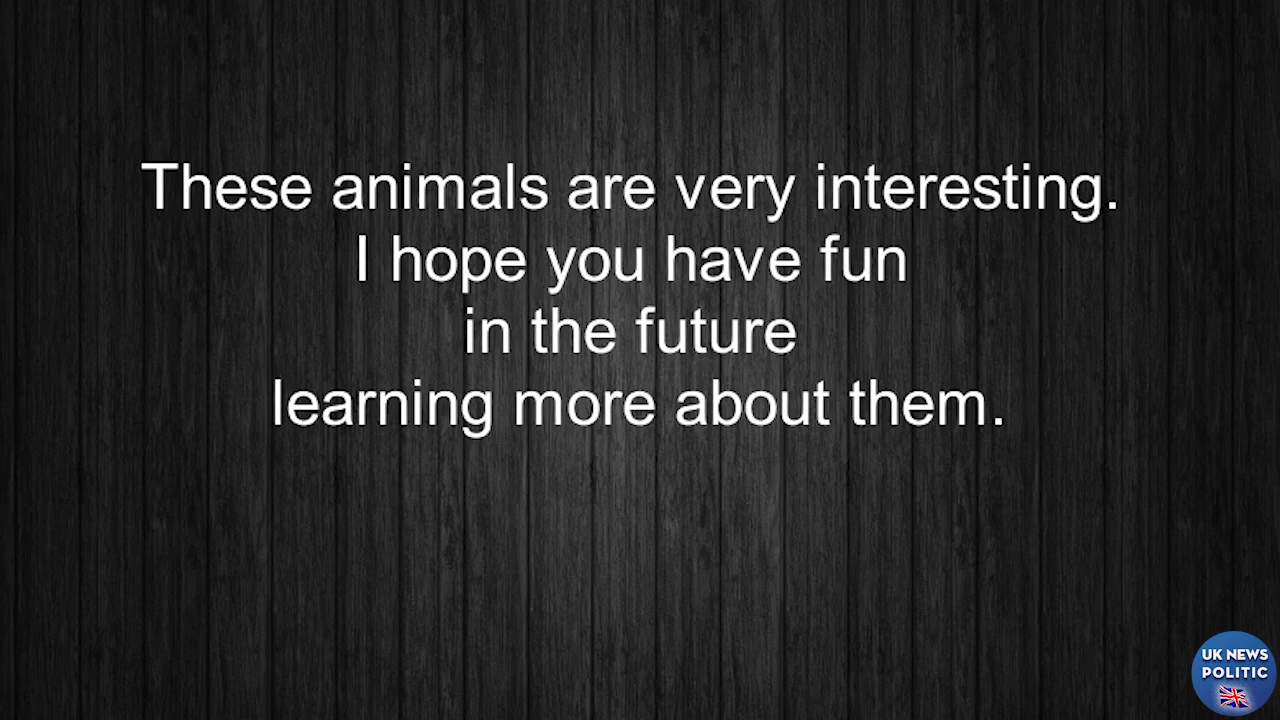 These animals are very interesting.
I hope you have fun
in the future
learning more about them.
UK NEWS
POLITIC